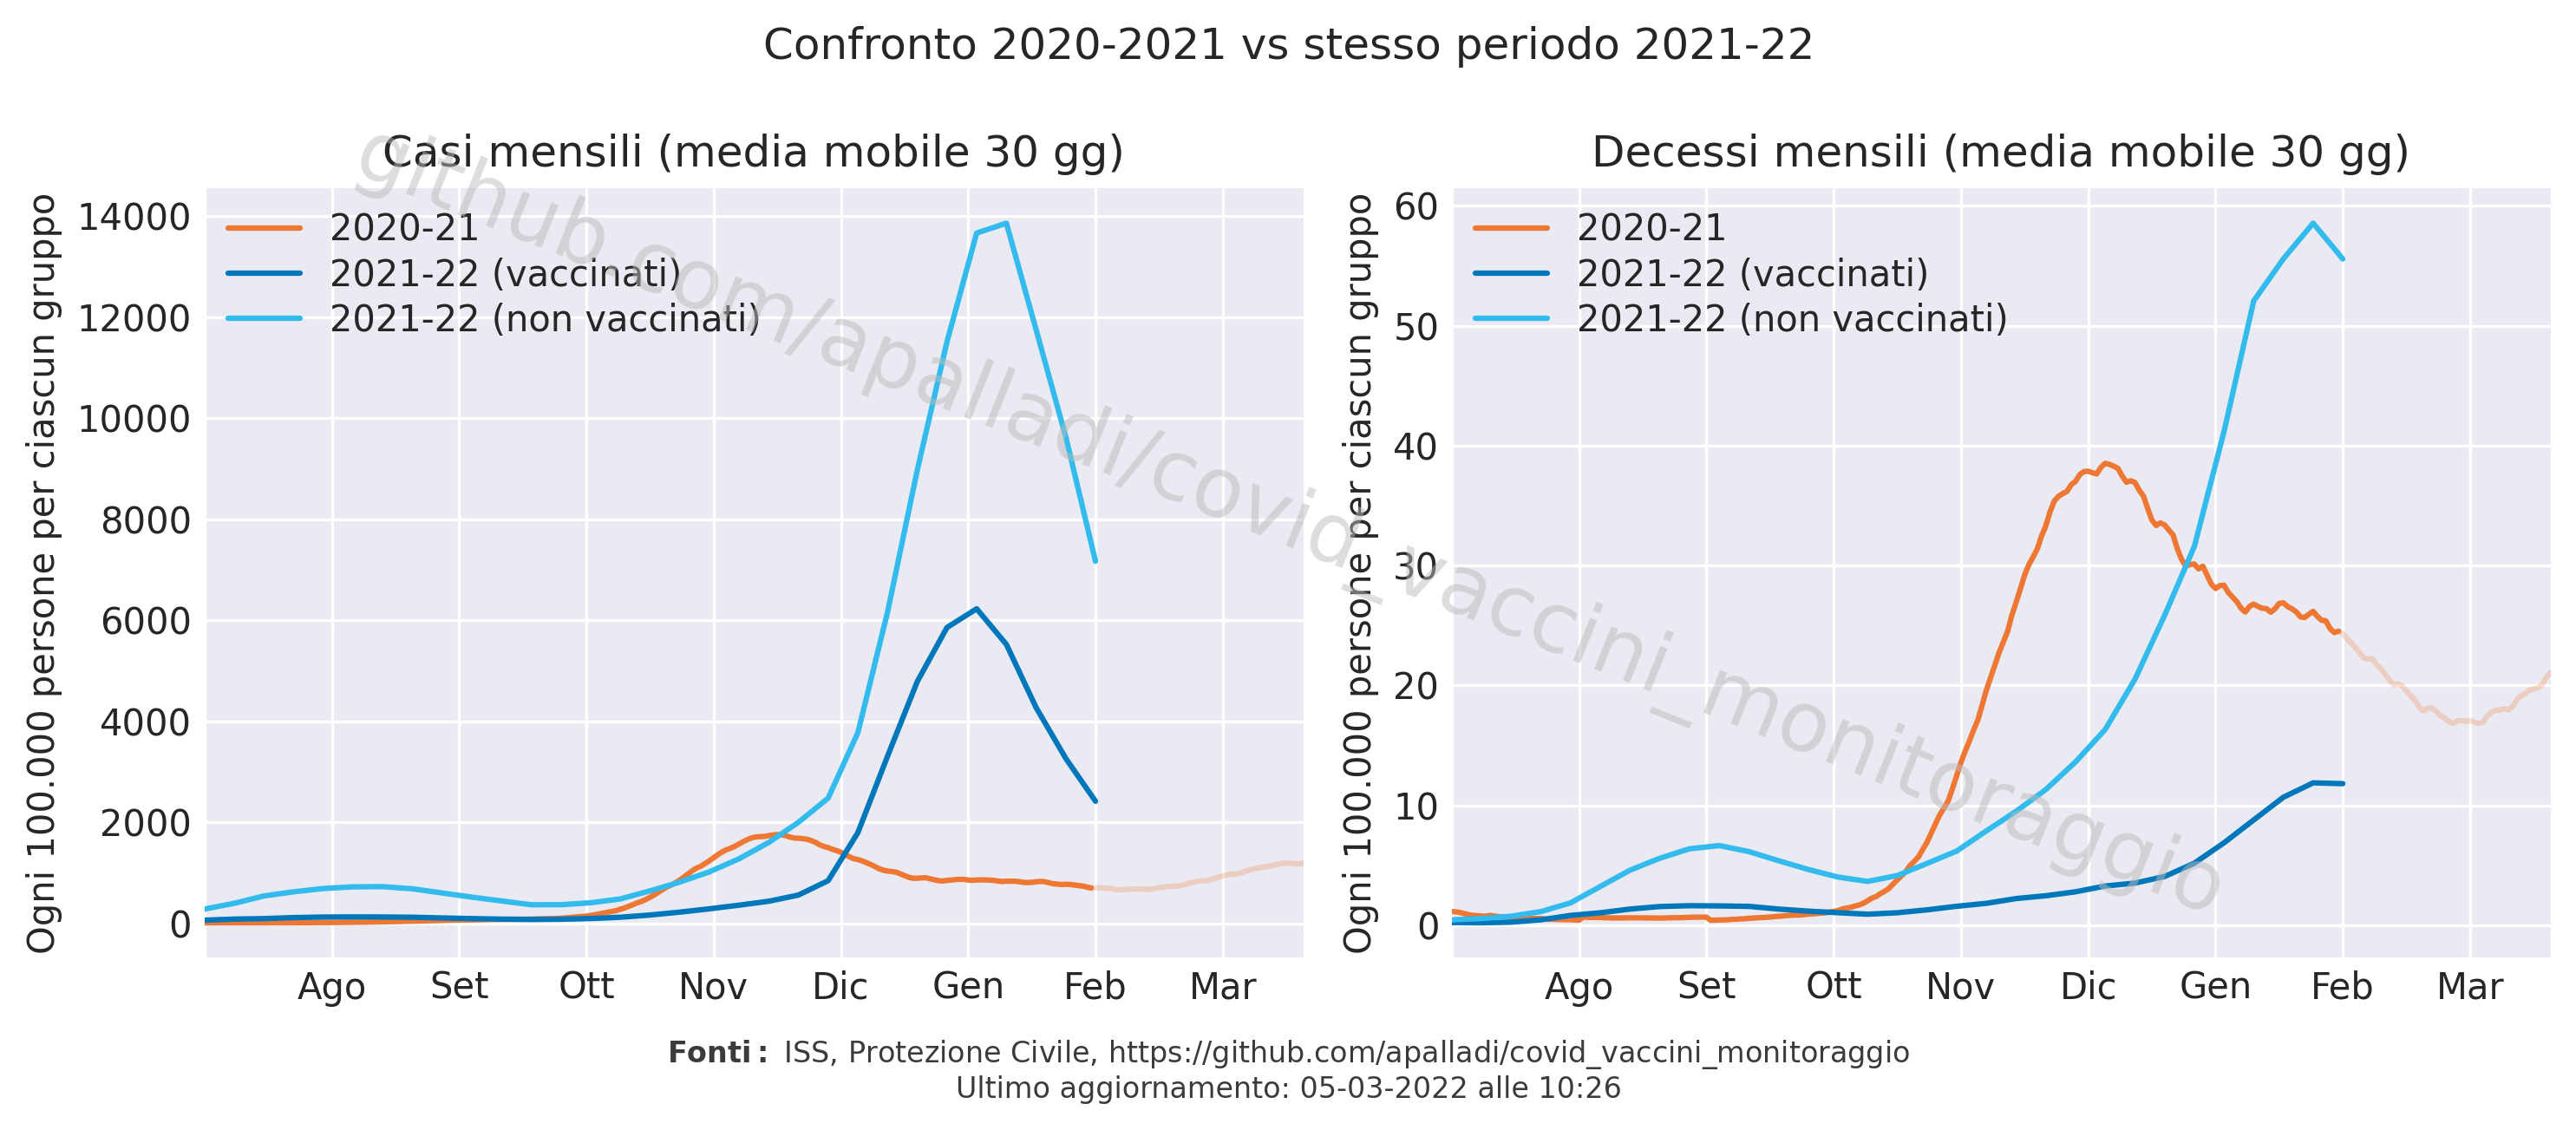 Confronto 2020-2021 vs stesso periodo 2021-22
Casi mensili (media mobile 30 gg)
Ogni 100.000 persone per ciascun gruppo
14000
12000
10000
8000
6000
4000
2000
0
2020-21
2021-22 (vaccinati)
2021-22 (non vaccinati)
Ago Set Ott Nov Dic Gen Feb Mar
Decessi mensili (media mobile 30 gg)
Ogni 100.000 persone per ciascun gruppo
60
50
40
30
20
10
0
2020-21
2021-22 (vaccinati)
2021-22 (non vaccinati)
Ago Set Ott Nov Dic Gen Feb Mar
github.com/apalladi/covid_vaccini_monitoraggio
Fonti: ISS, Protezione Civile, https://github.com/apalladi/covid_vaccini_monitoraggio
Ultimo aggiornamento: 05-03-2022 alle 10:26